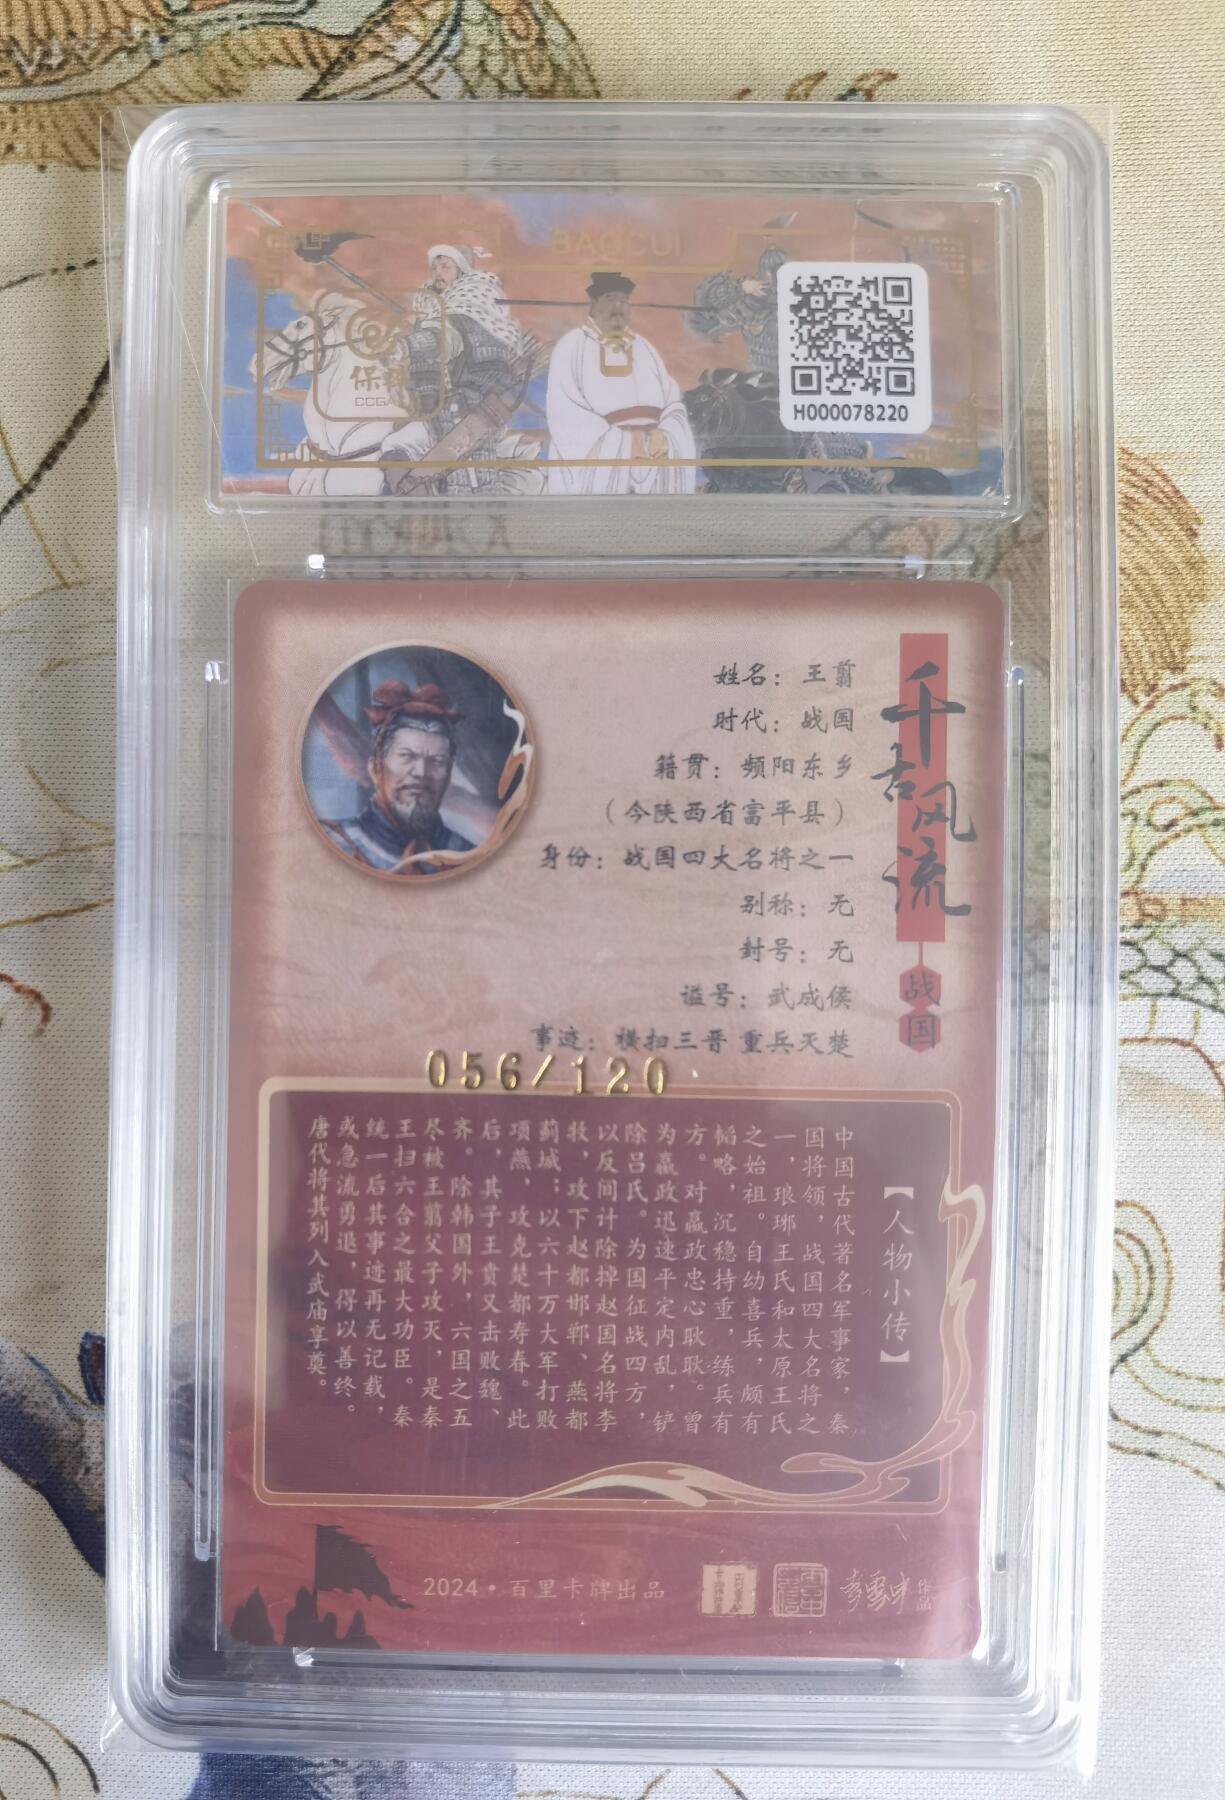 BAOCUI
保粹
CCGA
H000078220
千古风流
战国
姓名：王翦
时代：战国
籍贯：频阳东乡
（今陕西省富平县）
身份：战国四大名将之一
别称：无
封号：无
谥号：武成侯
事迹：横扫三晋 重兵灭楚
056/120
【人物小传】
中国古代著名军事家，秦
国将领，战国四大名将之
一，琅琊王氏和太原王氏
之始祖。自幼喜兵，颇有
韬略，沉稳持重，练兵有
方。对嬴政忠心耿耿。曾
为嬴政迅速平定内乱，铲
除吕氏。为国征战四方，
以反间计除掉赵国名将李
牧，攻下赵都邯郸、燕都
蓟城；以六十万大军打败
项燕，攻克楚都寿春。此
后，其子王贲又击败魏、
齐。除韩国外，六国之五
尽被王翦父子攻灭，是秦
王扫六合之最大功臣。秦
统一后其事迹再无记载，
或急流勇退，得以善终。
唐代将其列入武庙享奠。
2024·百里卡牌出品
李云中
作品